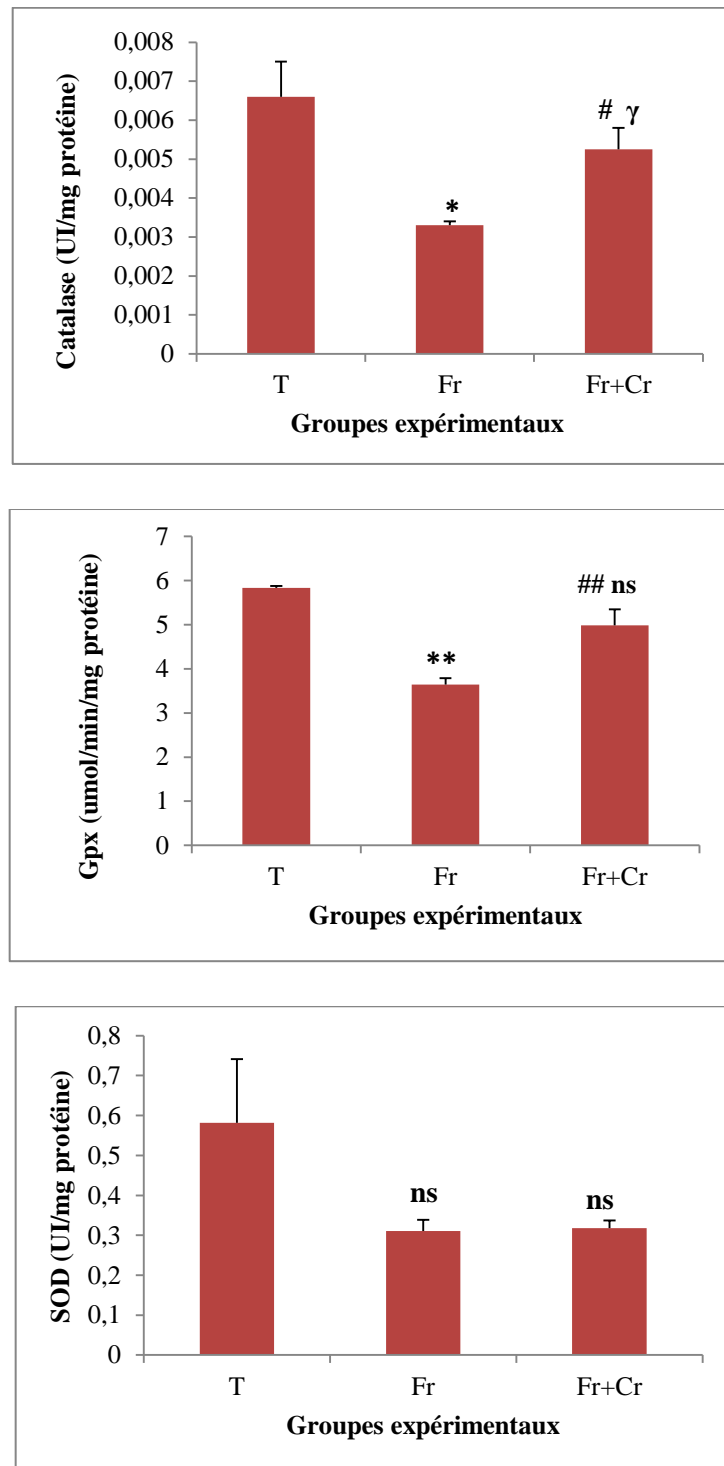 Catalase (UI/mg protéine)
0,008
0,007
0,006
0,005
0,004
0,003
0,002
0,001
0
*
# γ
T Fr Fr+Cr
Groupes expérimentaux
Gpx (umol/min/mg protéine)
7
6
5
4
3
2
1
0
**
## ns
T Fr Fr+Cr
Groupes expérimentaux
SOD (UI/mg protéine)
0,8
0,7
0,6
0,5
0,4
0,3
0,2
0,1
0
ns
ns
T Fr Fr+Cr
Groupes expérimentaux